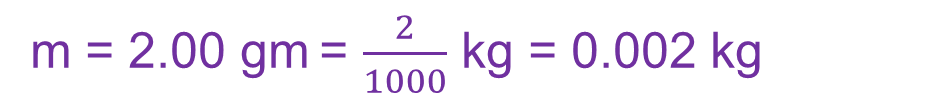 m = 2.00 gm = 2/1000 kg = 0.002 kg